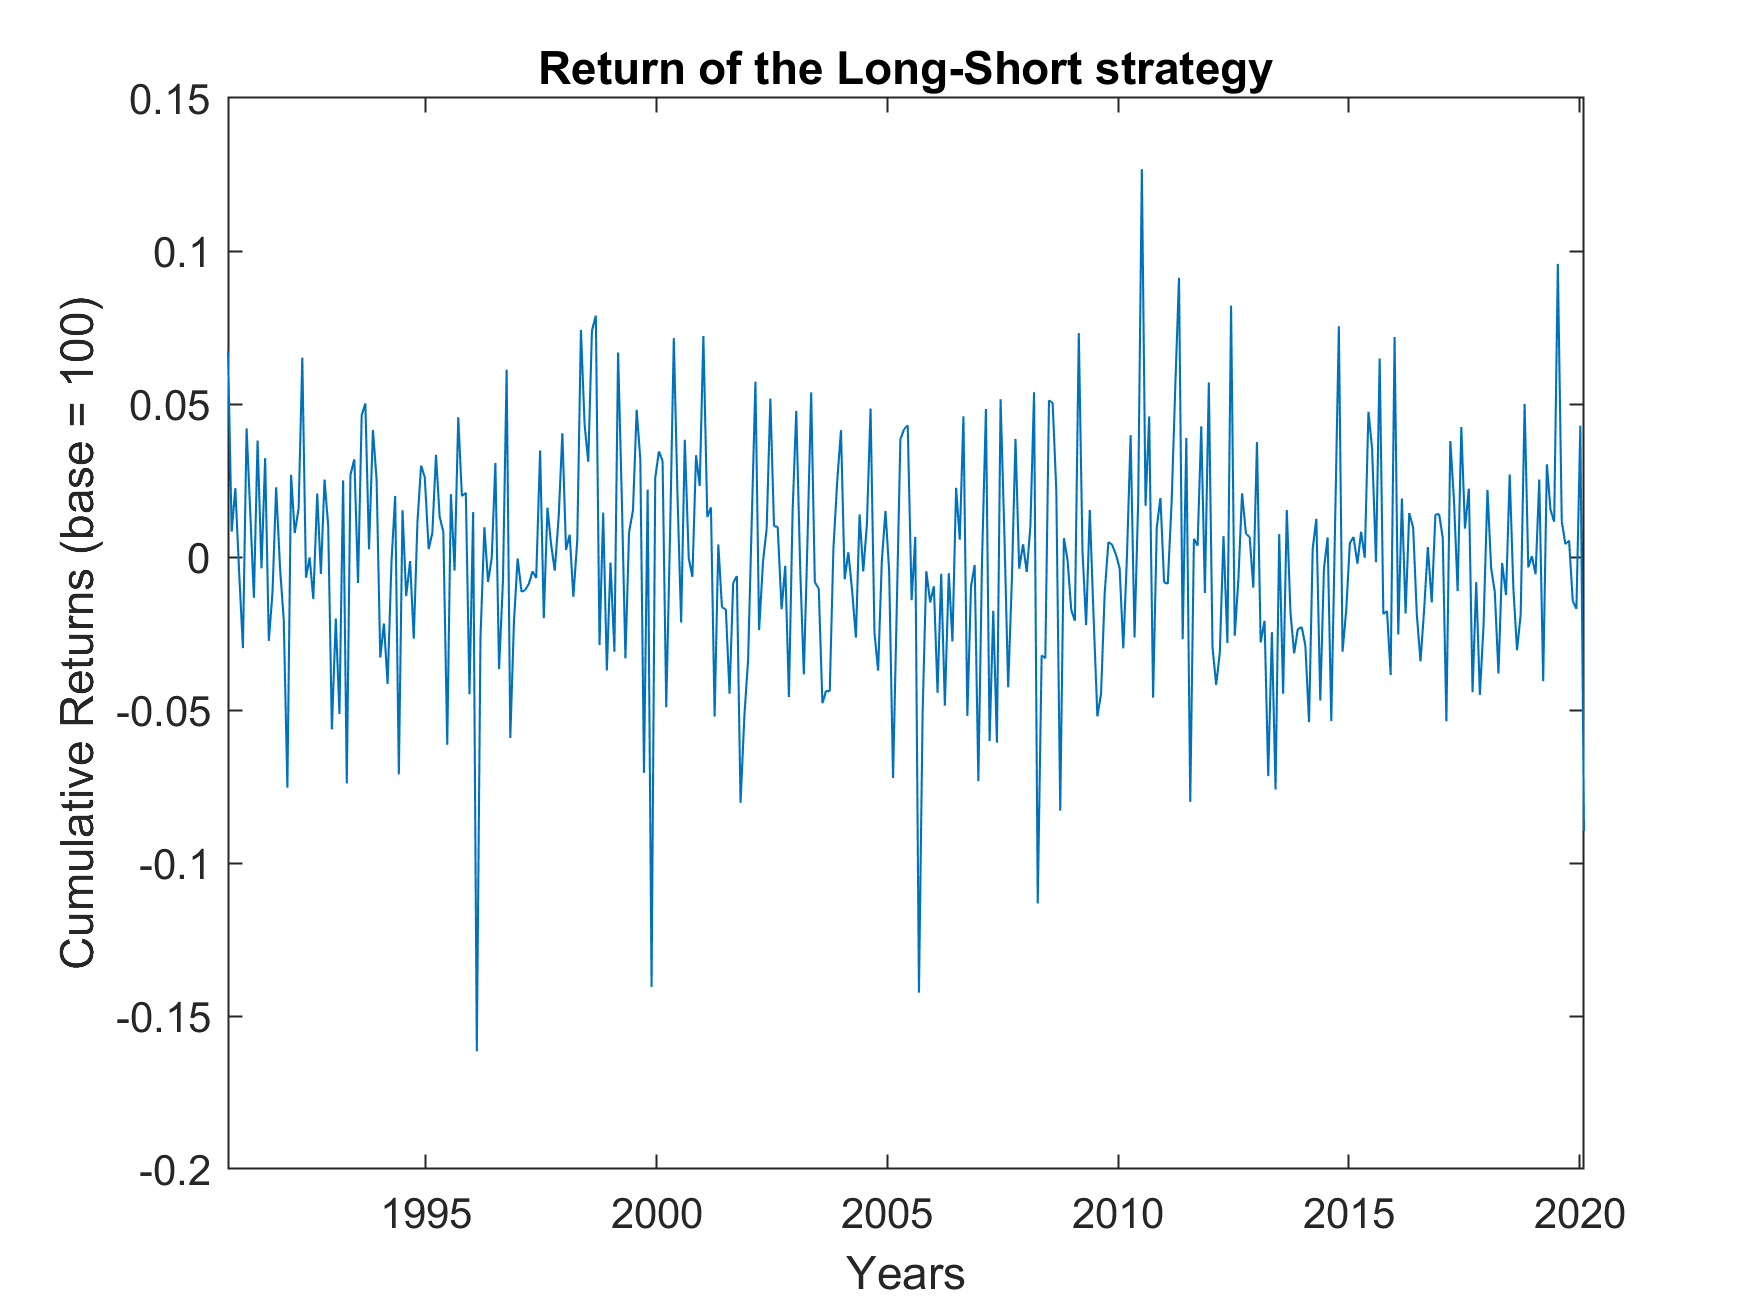 Return of the Long-Short strategy
0.15
0.1
0.05
0
-0.05
-0.1
-0.15
-0.2
Cumulative Returns (base = 100)
1995 2000 2005 2010 2015 2020
Years